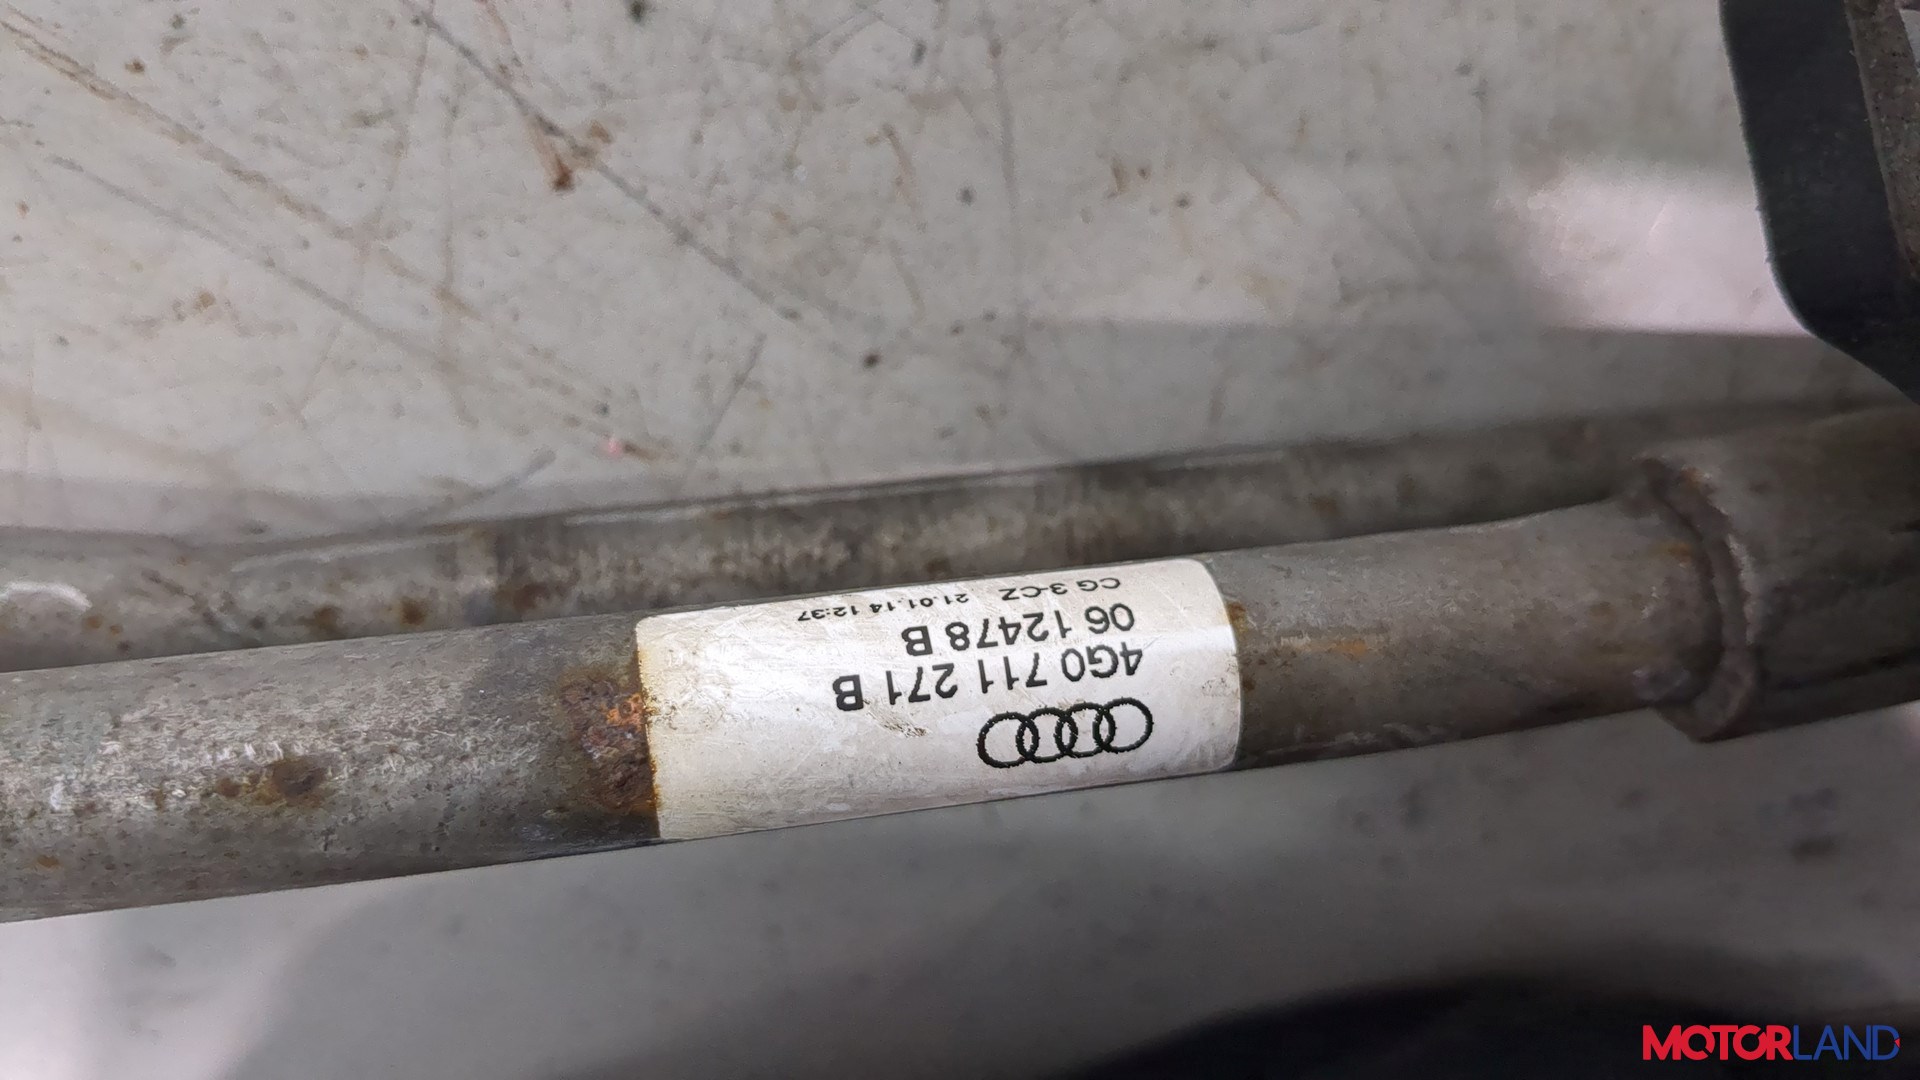 4G0 711 271 B
06 12478 B
CG 3-CZ 21.01.14 12:37
MOTORLAND